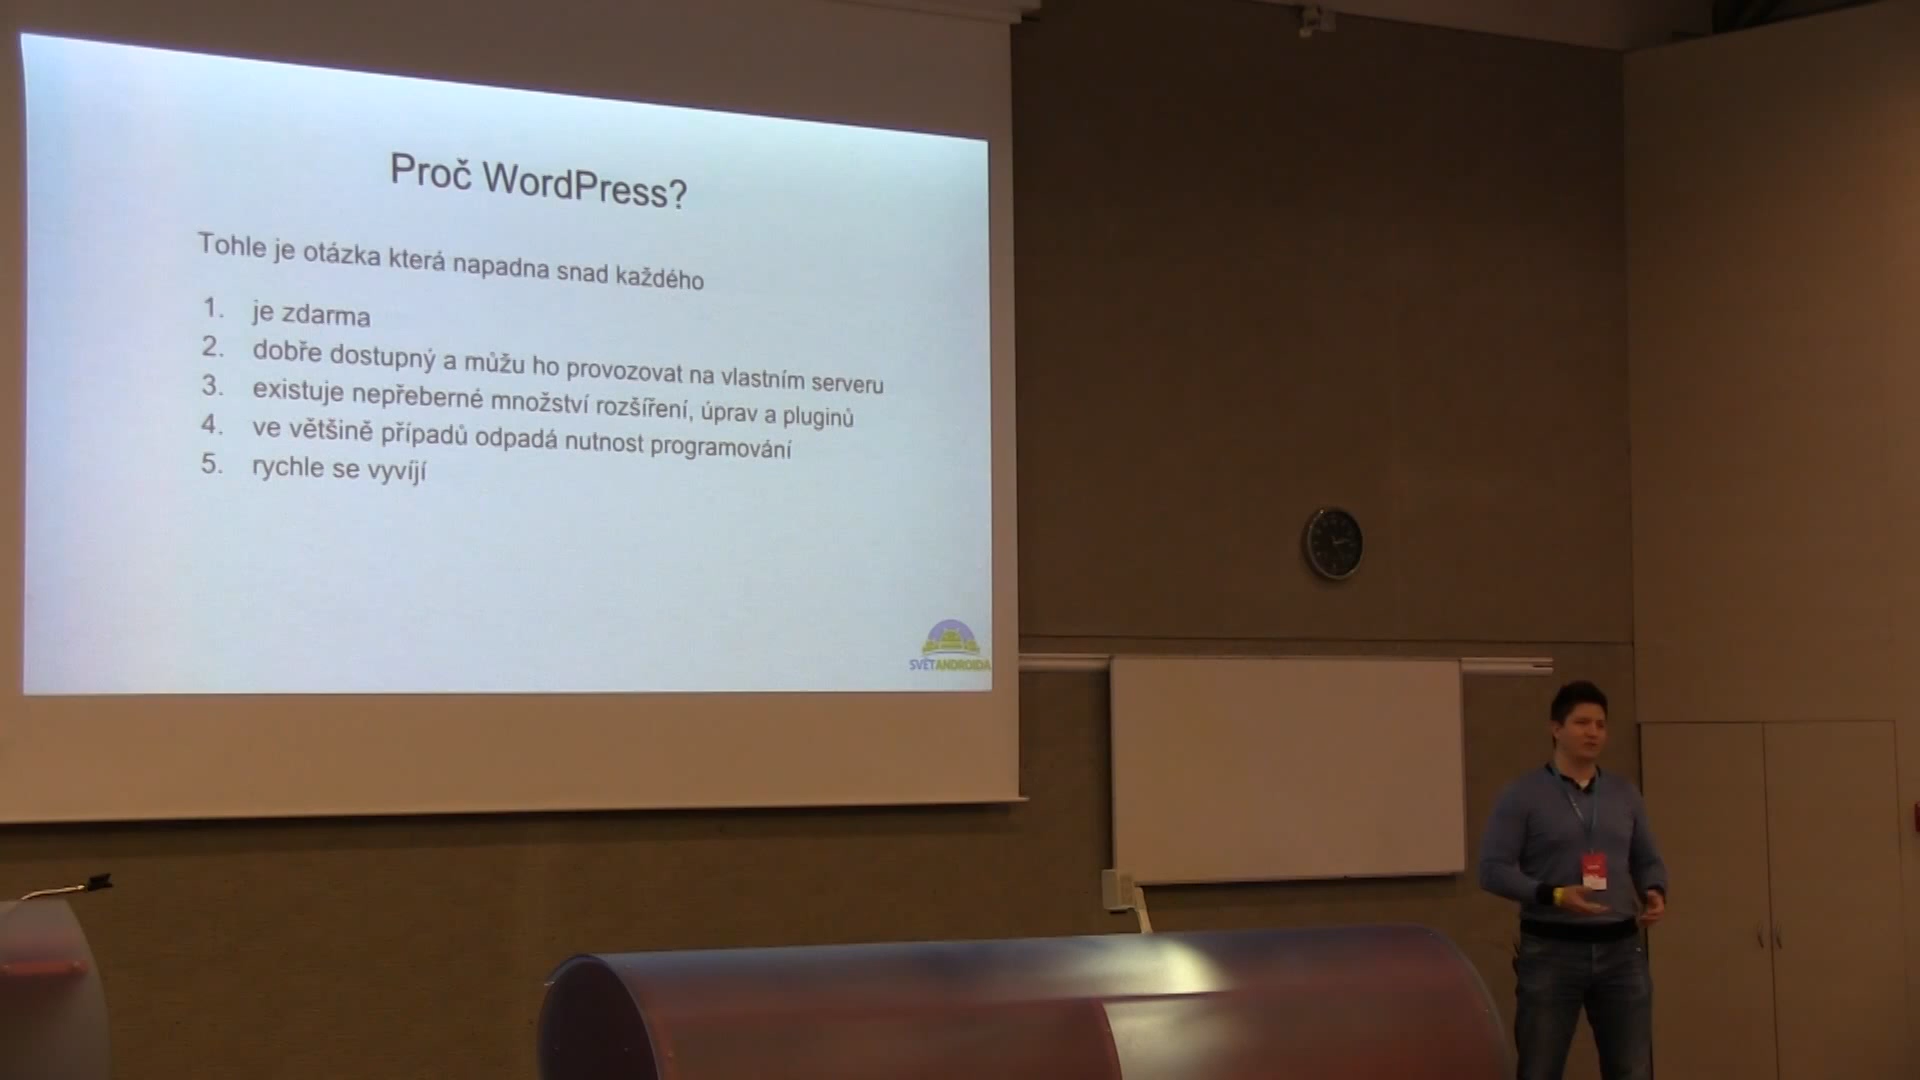 Proč WordPress?
Tohle je otázka která napadna snad každého
1. je zdarma
2. dobře dostupný a můžu ho provozovat na vlastním serveru
3. existuje nepřeberné množství rozšíření, úprav a pluginů
4. ve většině případů odpadá nutnost programování
5. rychle se vyvíjí
SVĚTANDROIDA